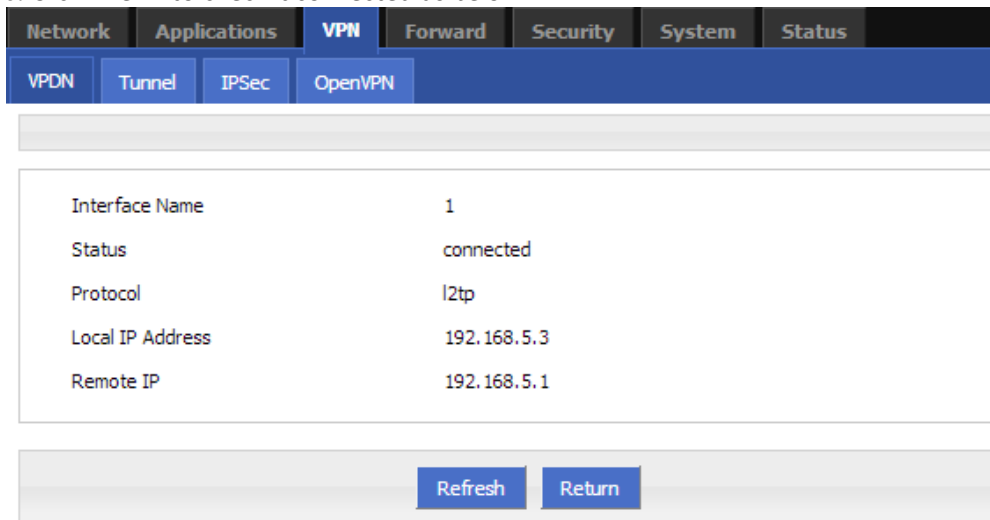 Network Applications VPN Forward Security System Status
VPDN Tunnel IPSec OpenVPN
Interface Name 1
Status connected
Protocol l2tp
Local IP Address 192.168.5.3
Remote IP 192.168.5.1
Refresh Return